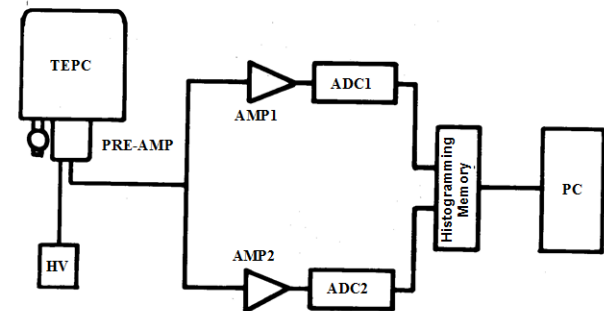 TEPC
PRE-AMP
HV
AMP1
ADC1
AMP2
ADC2
Histogramming
Memory
PC